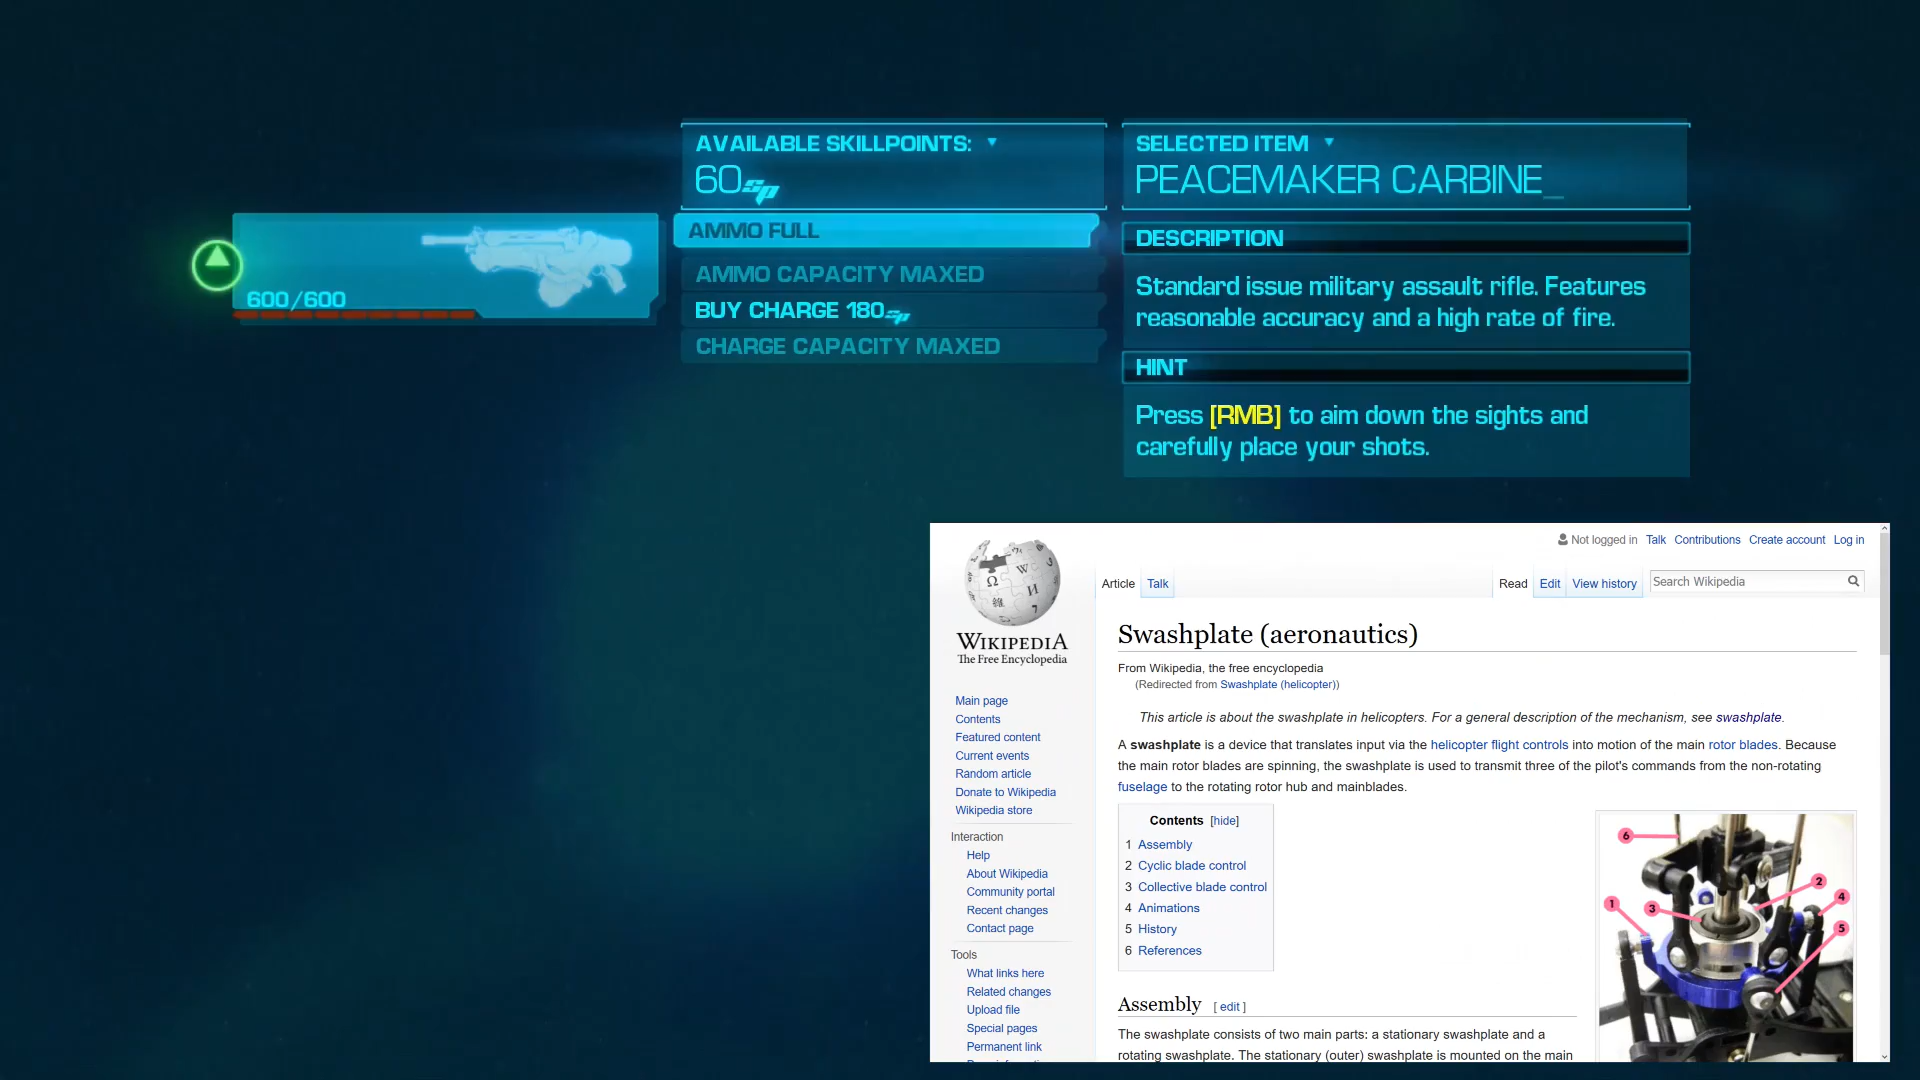 AVAILABLE SKILLPOINTS:
60sp
AMMO FULL
AMMO CAPACITY MAXED
BUY CHARGE 180sp
CHARGE CAPACITY MAXED
600/600
SELECTED ITEM
PEACEMAKER CARBINE_
DESCRIPTION
Standard issue military assault rifle. Features
reasonable accuracy and a high rate of fire.
HINT
Press [RMB] to aim down the sights and
carefully place your shots.
Not logged in Talk Contributions Create account Log in
Article Talk Read Edit View history Search Wikipedia
WIKIPEDIA
The Free Encyclopedia
Main page
Contents
Featured content
Current events
Random article
Donate to Wikipedia
Wikipedia store
Interaction
Help
About Wikipedia
Community portal
Recent changes
Contact page
Tools
What links here
Related changes
Upload file
Special pages
Permanent link
Swashplate (aeronautics)
From Wikipedia, the free encyclopedia
(Redirected from Swashplate (helicopter))
This article is about the swashplate in helicopters. For a general description of the mechanism, see swashplate.
A swashplate is a device that translates input via the helicopter flight controls into motion of the main rotor blades. Because
the main rotor blades are spinning, the swashplate is used to transmit three of the pilot's commands from the non-rotating
fuselage to the rotating rotor hub and mainblades.
Contents [hide]
1 Assembly
2 Cyclic blade control
3 Collective blade control
4 Animations
5 History
6 References
6
2
4
1
3
5
Assembly [ edit ]
The swashplate consists of two main parts: a stationary swashplate and a
rotating swashplate. The stationary (outer) swashplate is mounted on the main